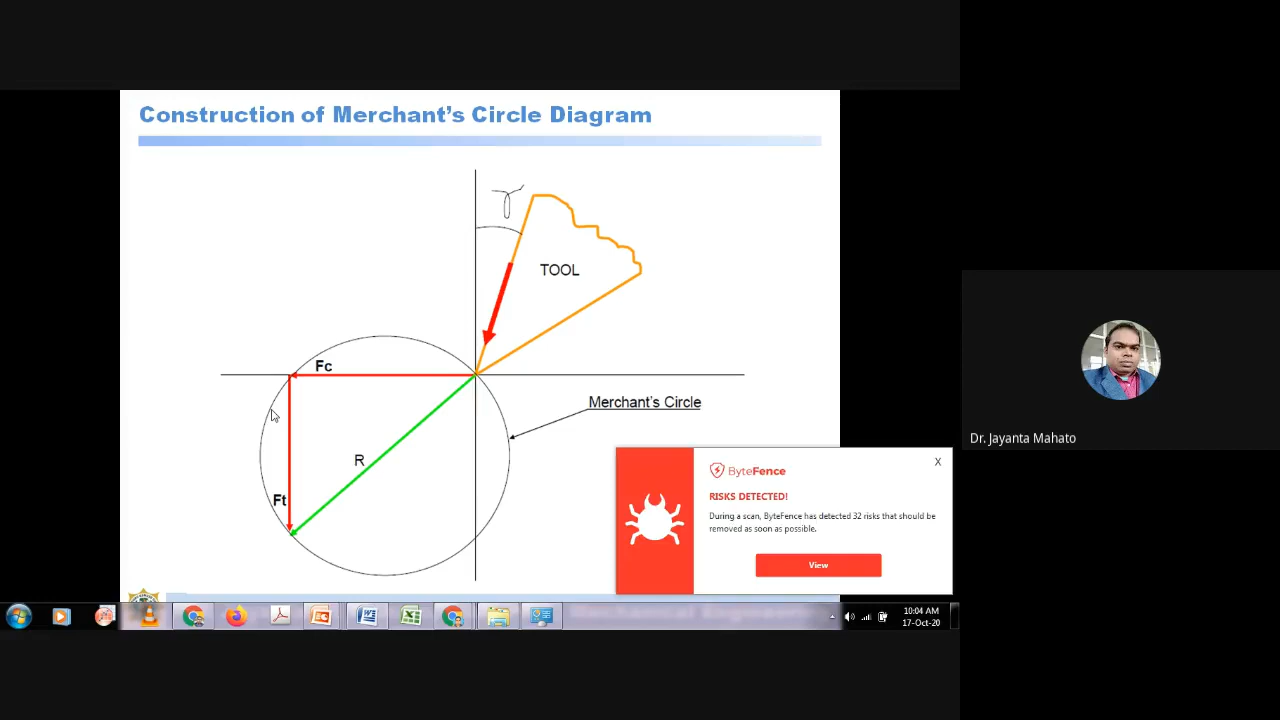 Construction of Merchant's Circle Diagram
γ
TOOL
Fc
Merchant's Circle
R
Ft
ByteFence
X
RISKS DETECTED!
During a scan, ByteFence has detected 32 risks that should be
removed as soon as possible.
View
Dr. Jayanta Mahato
10:04 AM
17-Oct-20